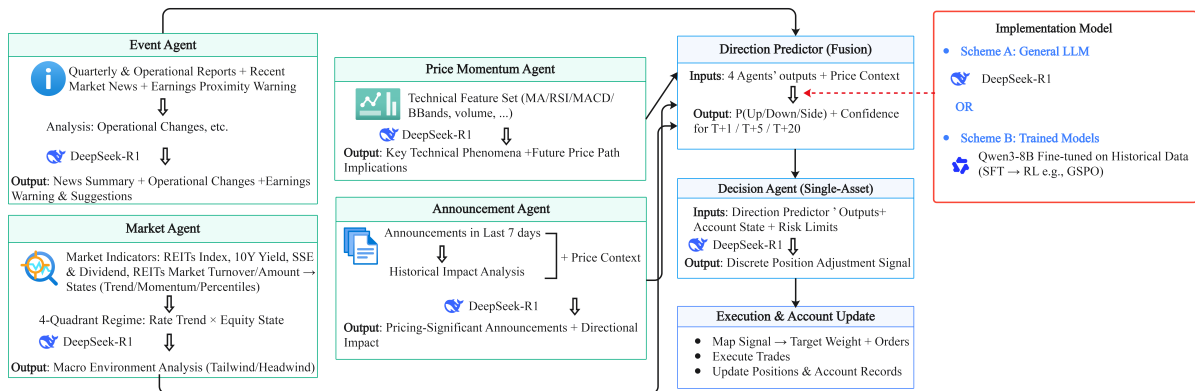 Event Agent
Quarterly & Operational Reports + Recent
Market News + Earnings Proximity Warning
Analysis: Operational Changes, etc.
DeepSeek-R1
Output: News Summary + Operational Changes +Earnings
Warning & Suggestions
Market Agent
Market Indicators: REITs Index, 10Y Yield, SSE
& Dividend, REITs Market Turnover/Amount →
States (Trend/Momentum/Percentiles)
4-Quadrant Regime: Rate Trend × Equity State
DeepSeek-R1
Output: Macro Environment Analysis (Tailwind/Headwind)
Price Momentum Agent
Technical Feature Set (MA/RSI/MACD/
BBands, volume, ...)
DeepSeek-R1
Output: Key Technical Phenomena +Future Price Path
Implications
Announcement Agent
Announcements in Last 7 days
Historical Impact Analysis
+ Price Context
DeepSeek-R1
Output: Pricing-Significant Announcements + Directional
Impact
Direction Predictor (Fusion)
Inputs: 4 Agents' outputs + Price Context
Output: P(Up/Down/Side) + Confidence
for T+1 / T+5 / T+20
Decision Agent (Single-Asset)
Inputs: Direction Predictor ' Outputs+
Account State + Risk Limits
DeepSeek-R1
Output: Discrete Position Adjustment Signal
Execution & Account Update
● Map Signal → Target Weight + Orders
● Execute Trades
● Update Positions & Account Records
Implementation Model
● Scheme A: General LLM
DeepSeek-R1
OR
● Scheme B: Trained Models
Qwen3-8B Fine-tuned on Historical Data
(SFT → RL e.g., GSPO)